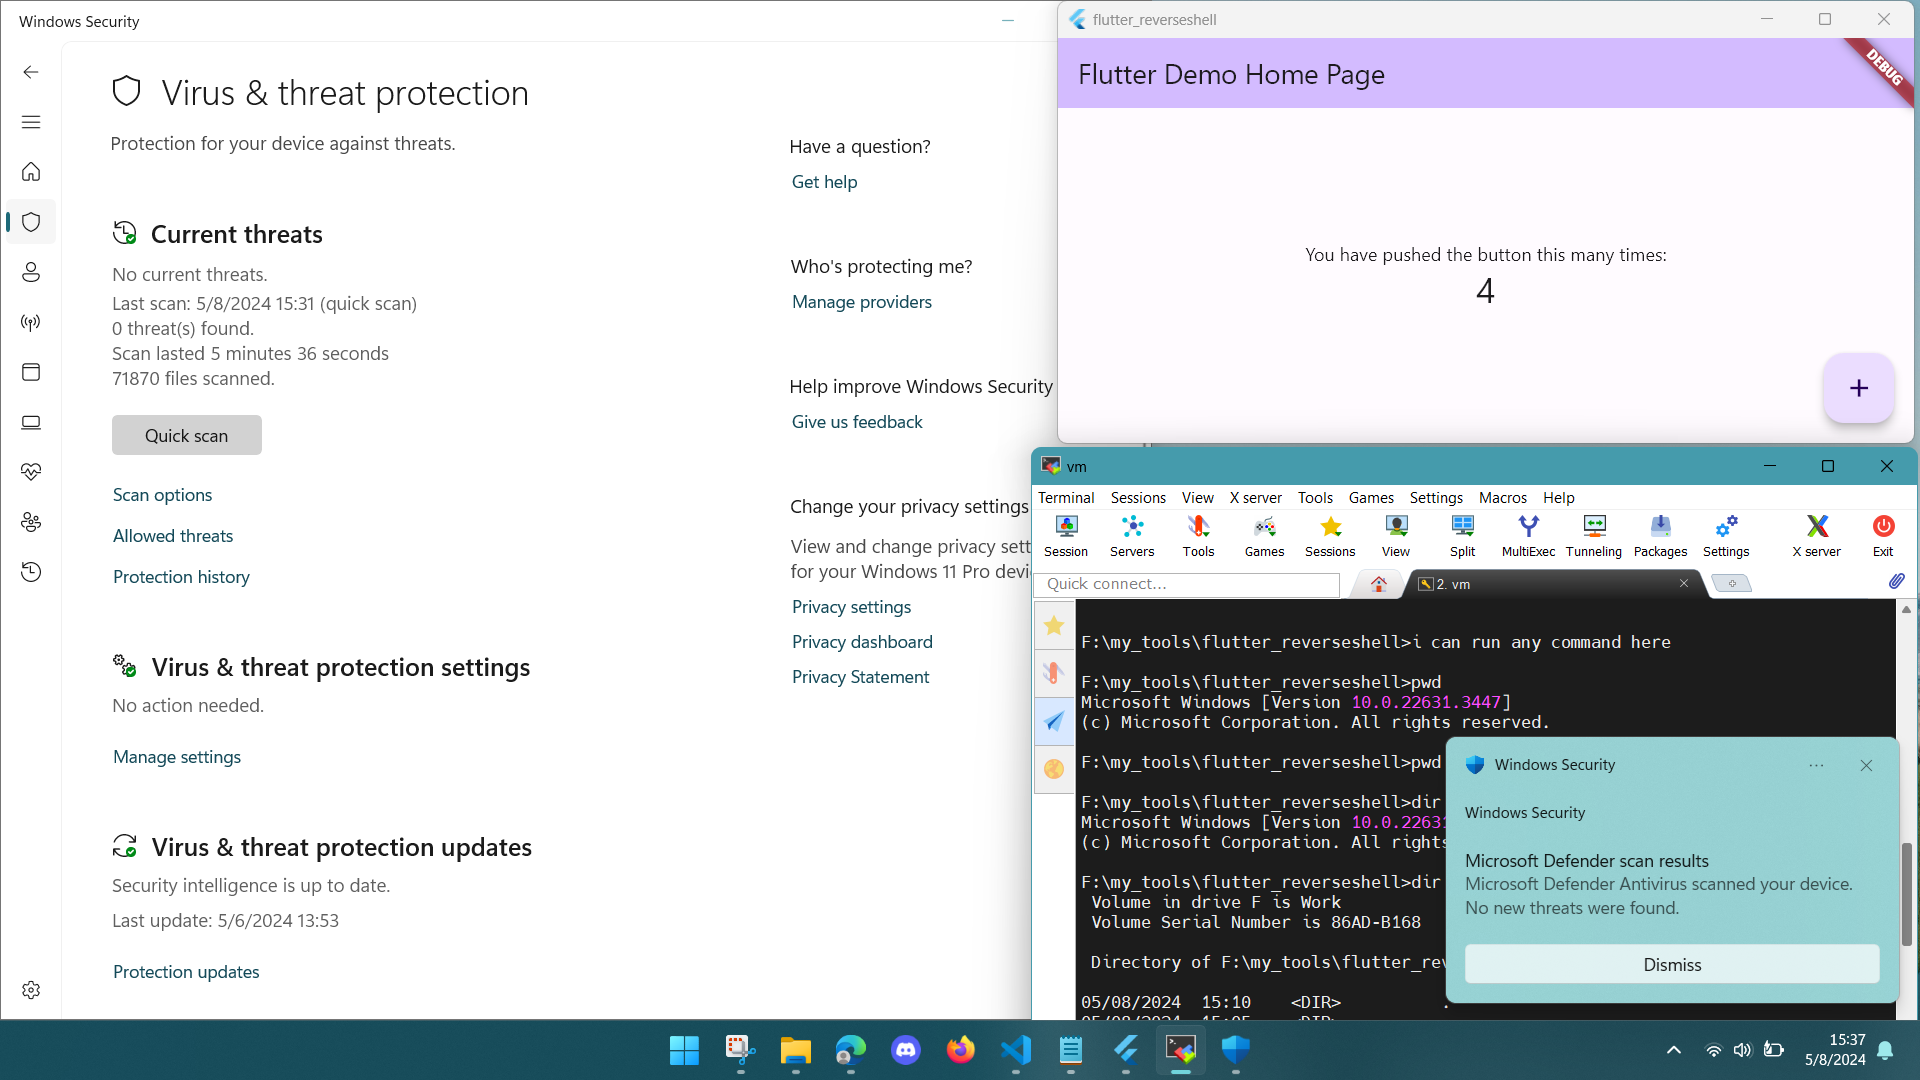 Windows Security
Virus & threat protection
Protection for your device against threats.
Current threats
No current threats.
Last scan: 5/8/2024 15:31 (quick scan)
0 threat(s) found.
Scan lasted 5 minutes 36 seconds
71870 files scanned.
Quick scan
Scan options
Allowed threats
Protection history
Virus & threat protection settings
No action needed.
Manage settings
Virus & threat protection updates
Security intelligence is up to date.
Last update: 5/6/2024 13:53
Protection updates
Have a question?
Get help
Who's protecting me?
Manage providers
Help improve Windows Security
Give us feedback
Change your privacy settings
View and change privacy sett
for your Windows 11 Pro devi
Privacy settings
Privacy dashboard
Privacy Statement
flutter_reverseshell
Flutter Demo Home Page
DEBUG
You have pushed the button this many times:
4
+
vm
Terminal Sessions View X server Tools Games Settings Macros Help
Session Servers Tools Games Sessions View Split MultiExec Tunneling Packages Settings X server Exit
Quick connect...
2. vm
F:\my_tools\flutter_reverseshell>i can run any command here
F:\my_tools\flutter_reverseshell>pwd
Microsoft Windows [Version 10.0.22631.3447]
(c) Microsoft Corporation. All rights reserved.
F:\my_tools\flutter_reverseshell>pwd
F:\my_tools\flutter_reverseshell>dir
Microsoft Windows [Version 10.0.22631
(c) Microsoft Corporation. All rights
F:\my_tools\flutter_reverseshell>dir
Volume in drive F is Work
Volume Serial Number is 86AD-B168
Directory of F:\my_tools\flutter_rev
05/08/2024 15:10 <DIR> .
05/08/2024 15:05 <DIR>
Windows Security
Windows Security
Microsoft Defender scan results
Microsoft Defender Antivirus scanned your device.
No new threats were found.
Dismiss
15:37
5/8/2024